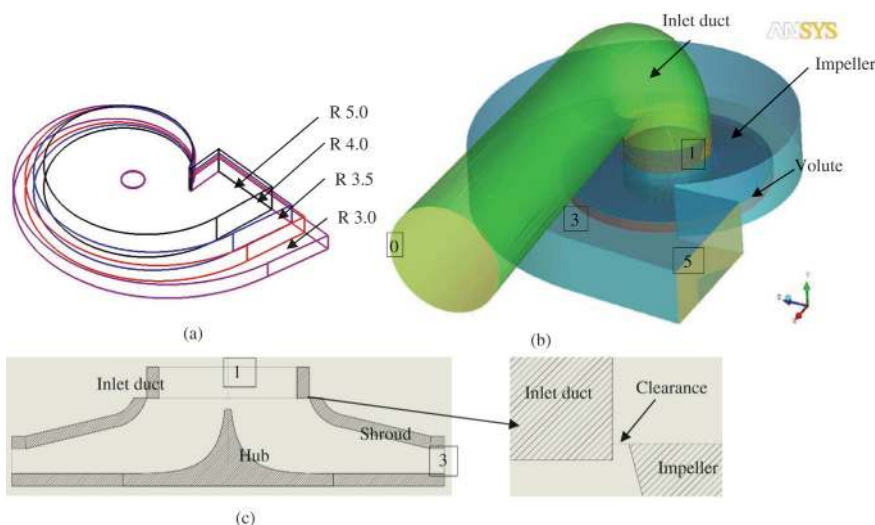 R 5.0
R 4.0
R 3.5
R 3.0
(a)
Inlet duct
ANSYS
Impeller
Volute
1
3
0
5
Y
Z
X
(b)
1
Inlet duct
Shroud
Hub
3
(c)
Inlet duct
Clearance
Impeller